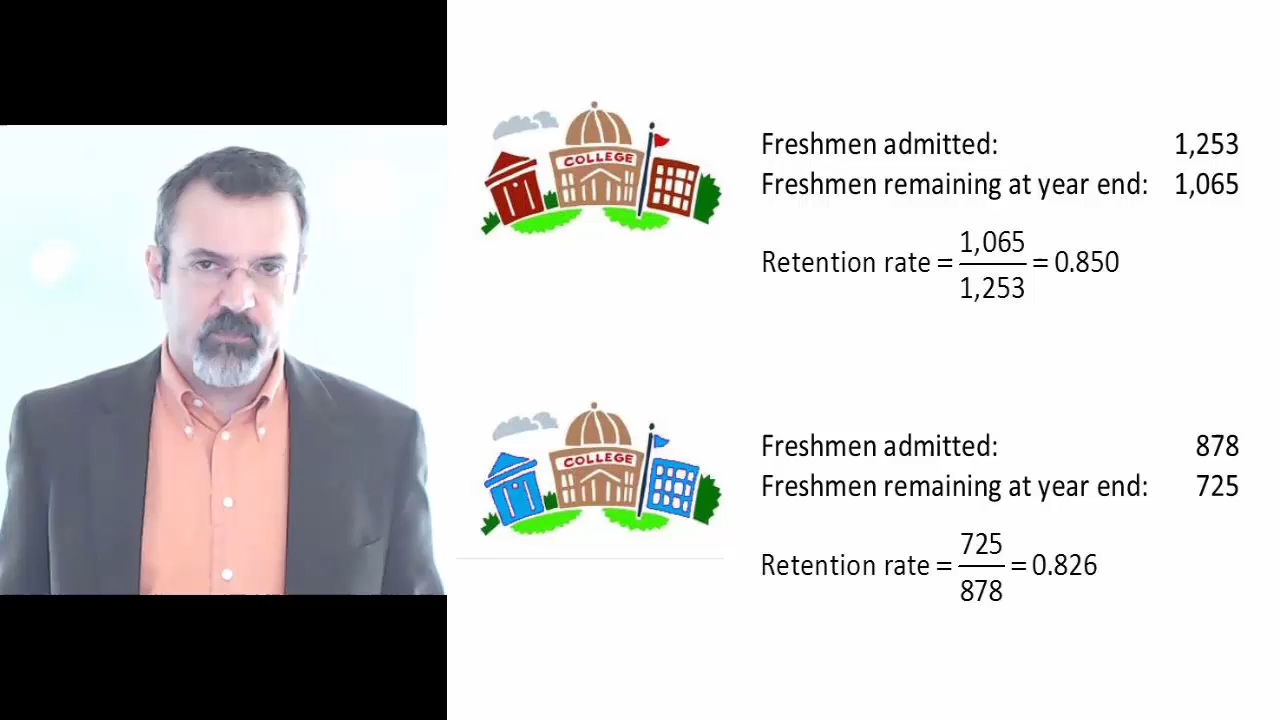 COLLEGE
Freshmen admitted: 1,253
Freshmen remaining at year end: 1,065
Retention rate = 1,065 / 1,253 = 0.850
COLLEGE
Freshmen admitted: 878
Freshmen remaining at year end: 725
Retention rate = 725 / 878 = 0.826